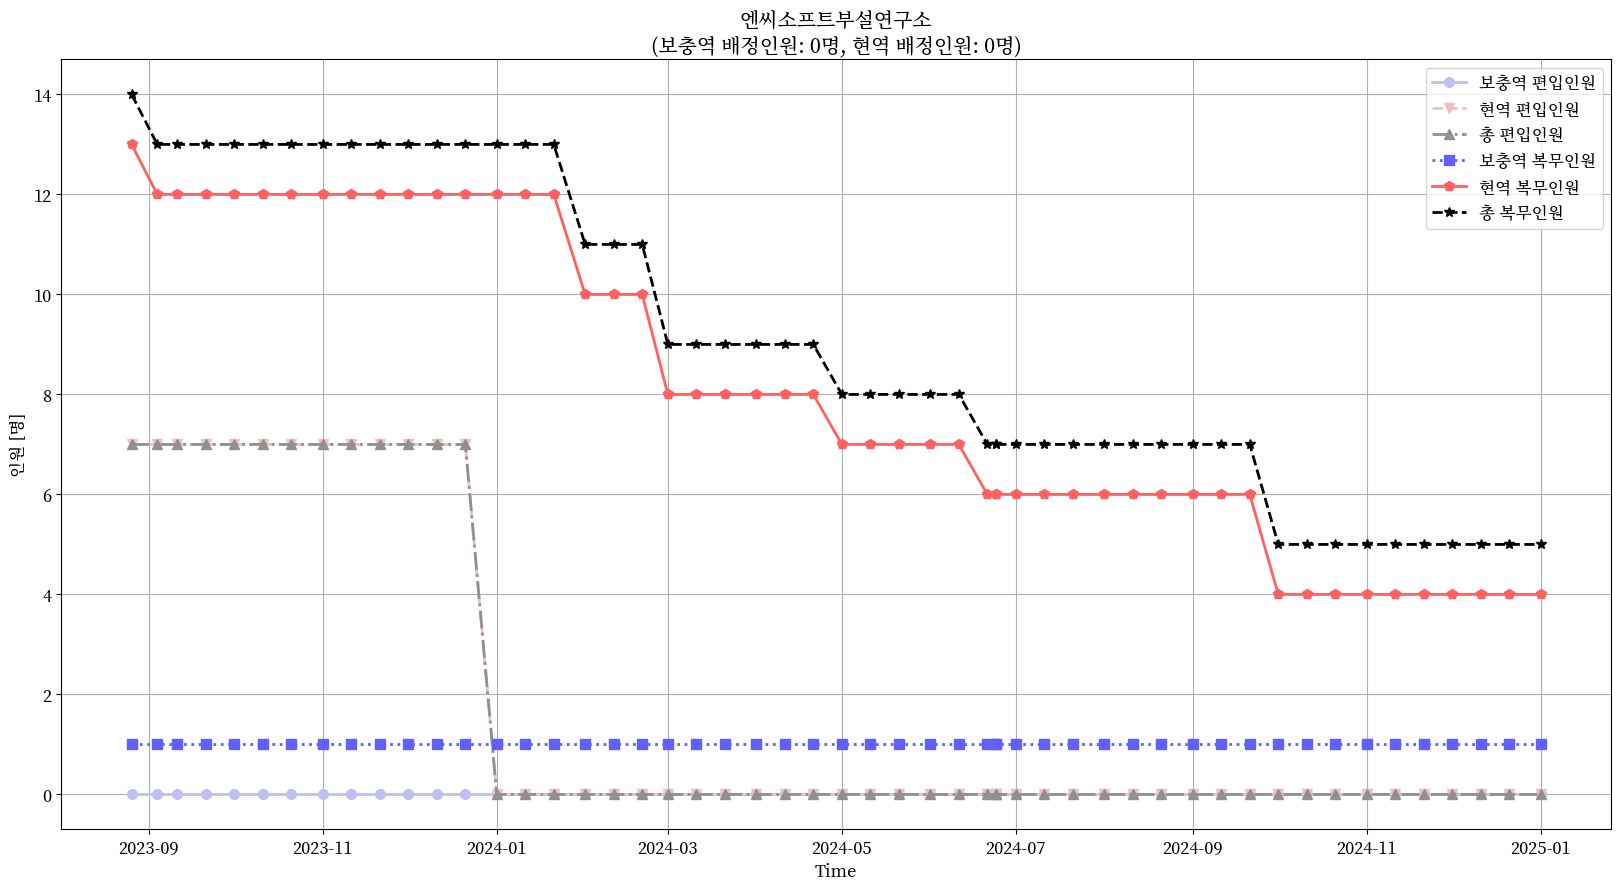 엔씨소프트부설연구소
(보충역 배정인원: 0명, 현역 배정인원: 0명)
인원 [명]
14
12
10
8
6
4
2
0
보충역 편입인원
현역 편입인원
총 편입인원
보충역 복무인원
현역 복무인원
총 복무인원
2023-09
2023-11
2024-01
2024-03
2024-05
2024-07
2024-09
2024-11
2025-01
Time